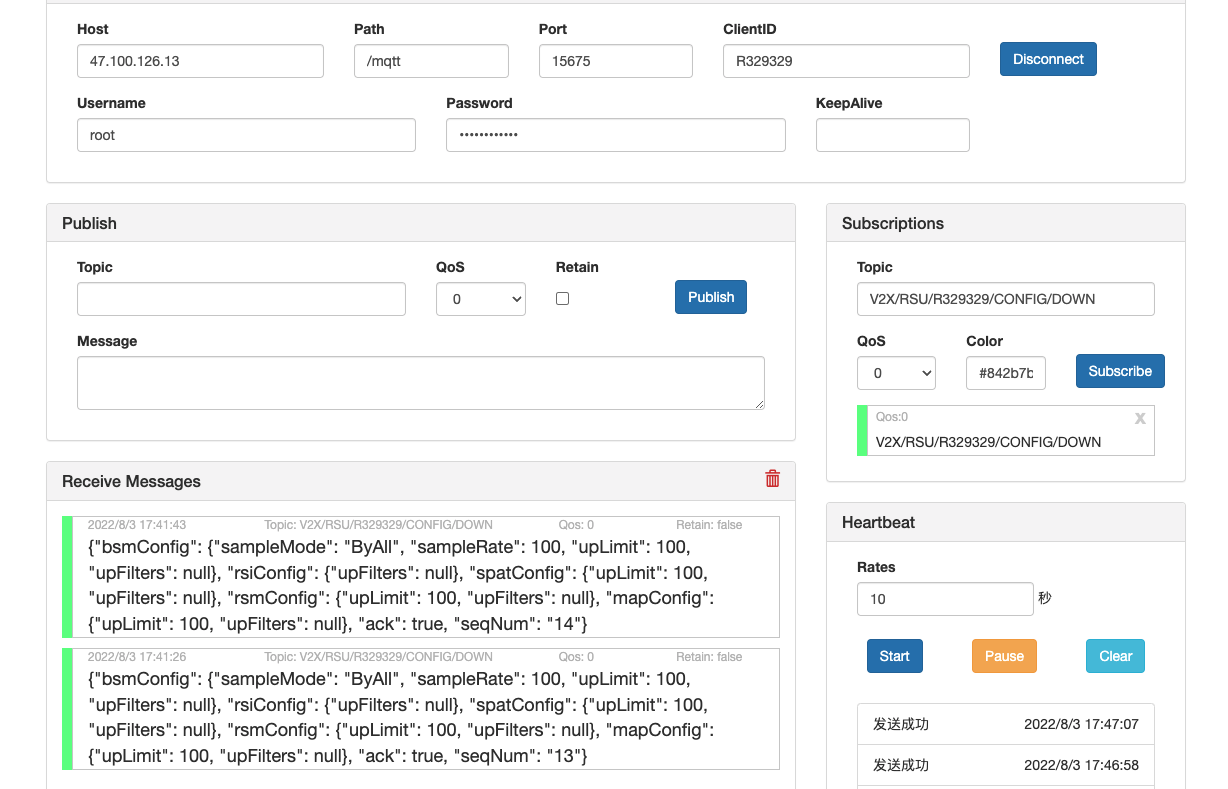 Host Path Port ClientID
47.100.126.13 /mqtt 15675 R329329 Disconnect
Username Password KeepAlive
root ••••••••••••
Publish
Topic QoS Retain
0 Publish
Message
Receive Messages
2022/8/3 17:41:43 Topic: V2X/RSU/R329329/CONFIG/DOWN Qos: 0 Retain: false
{"bsmConfig": {"sampleMode": "ByAll", "sampleRate": 100, "upLimit": 100,
"upFilters": null}, "rsiConfig": {"upFilters": null}, "spatConfig": {"upLimit": 100,
"upFilters": null}, "rsmConfig": {"upLimit": 100, "upFilters": null}, "mapConfig":
{"upLimit": 100, "upFilters": null}, "ack": true, "seqNum": "14"}
2022/8/3 17:41:26 Topic: V2X/RSU/R329329/CONFIG/DOWN Qos: 0 Retain: false
{"bsmConfig": {"sampleMode": "ByAll", "sampleRate": 100, "upLimit": 100,
"upFilters": null}, "rsiConfig": {"upFilters": null}, "spatConfig": {"upLimit": 100,
"upFilters": null}, "rsmConfig": {"upLimit": 100, "upFilters": null}, "mapConfig":
{"upLimit": 100, "upFilters": null}, "ack": true, "seqNum": "13"}
Subscriptions
Topic
V2X/RSU/R329329/CONFIG/DOWN
QoS Color
0 #842b7b Subscribe
Qos:0 X
V2X/RSU/R329329/CONFIG/DOWN
Heartbeat
Rates
10 秒
Start Pause Clear
发送成功 2022/8/3 17:47:07
发送成功 2022/8/3 17:46:58